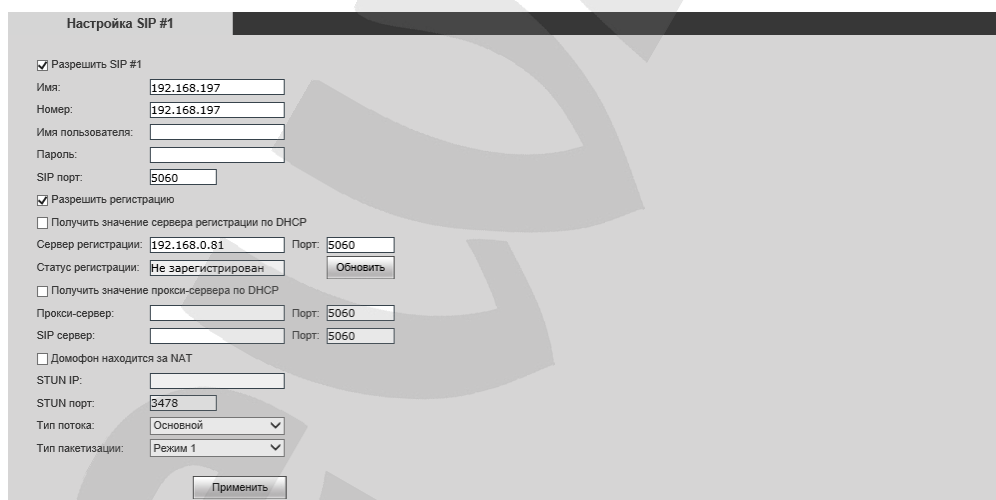 Настройка SIP #1
Разрешить SIP #1
Имя: 192.168.197
Номер: 192.168.197
Имя пользователя:
Пароль:
SIP порт: 5060
Разрешить регистрацию
Получить значение сервера регистрации по DHCP
Сервер регистрации: 192.168.0.81 Порт: 5060
Статус регистрации: Не зарегистрирован Обновить
Получить значение прокси-сервера по DHCP
Прокси-сервер: Порт: 5060
SIP сервер: Порт: 5060
Домофон находится за NAT
STUN IP:
STUN порт: 3478
Тип потока: Основной
Тип пакетизации: Режим 1
Применить